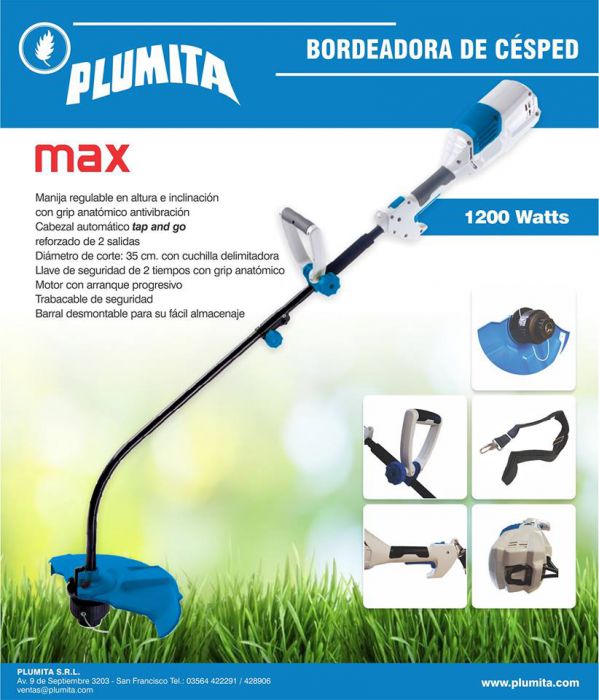 PLUMITA
BORDEADORA DE CÉSPED
max
Manija regulable en altura e inclinación
con grip anatómico antivibración
Cabezal automático tap and go
reforzado de 2 salidas
Diámetro de corte: 35 cm. con cuchilla delimitadora
Llave de seguridad de 2 tiempos con grip anatómico
Motor con arranque progresivo
Trabacable de seguridad
Barral desmontable para su fácil almacenaje
1200 Watts
PLUMITA S.R.L.
Av. 9 de Septiembre 3203 - San Francisco Tel.: 03564 422291 / 428906
ventas@plumita.com
www.plumita.com